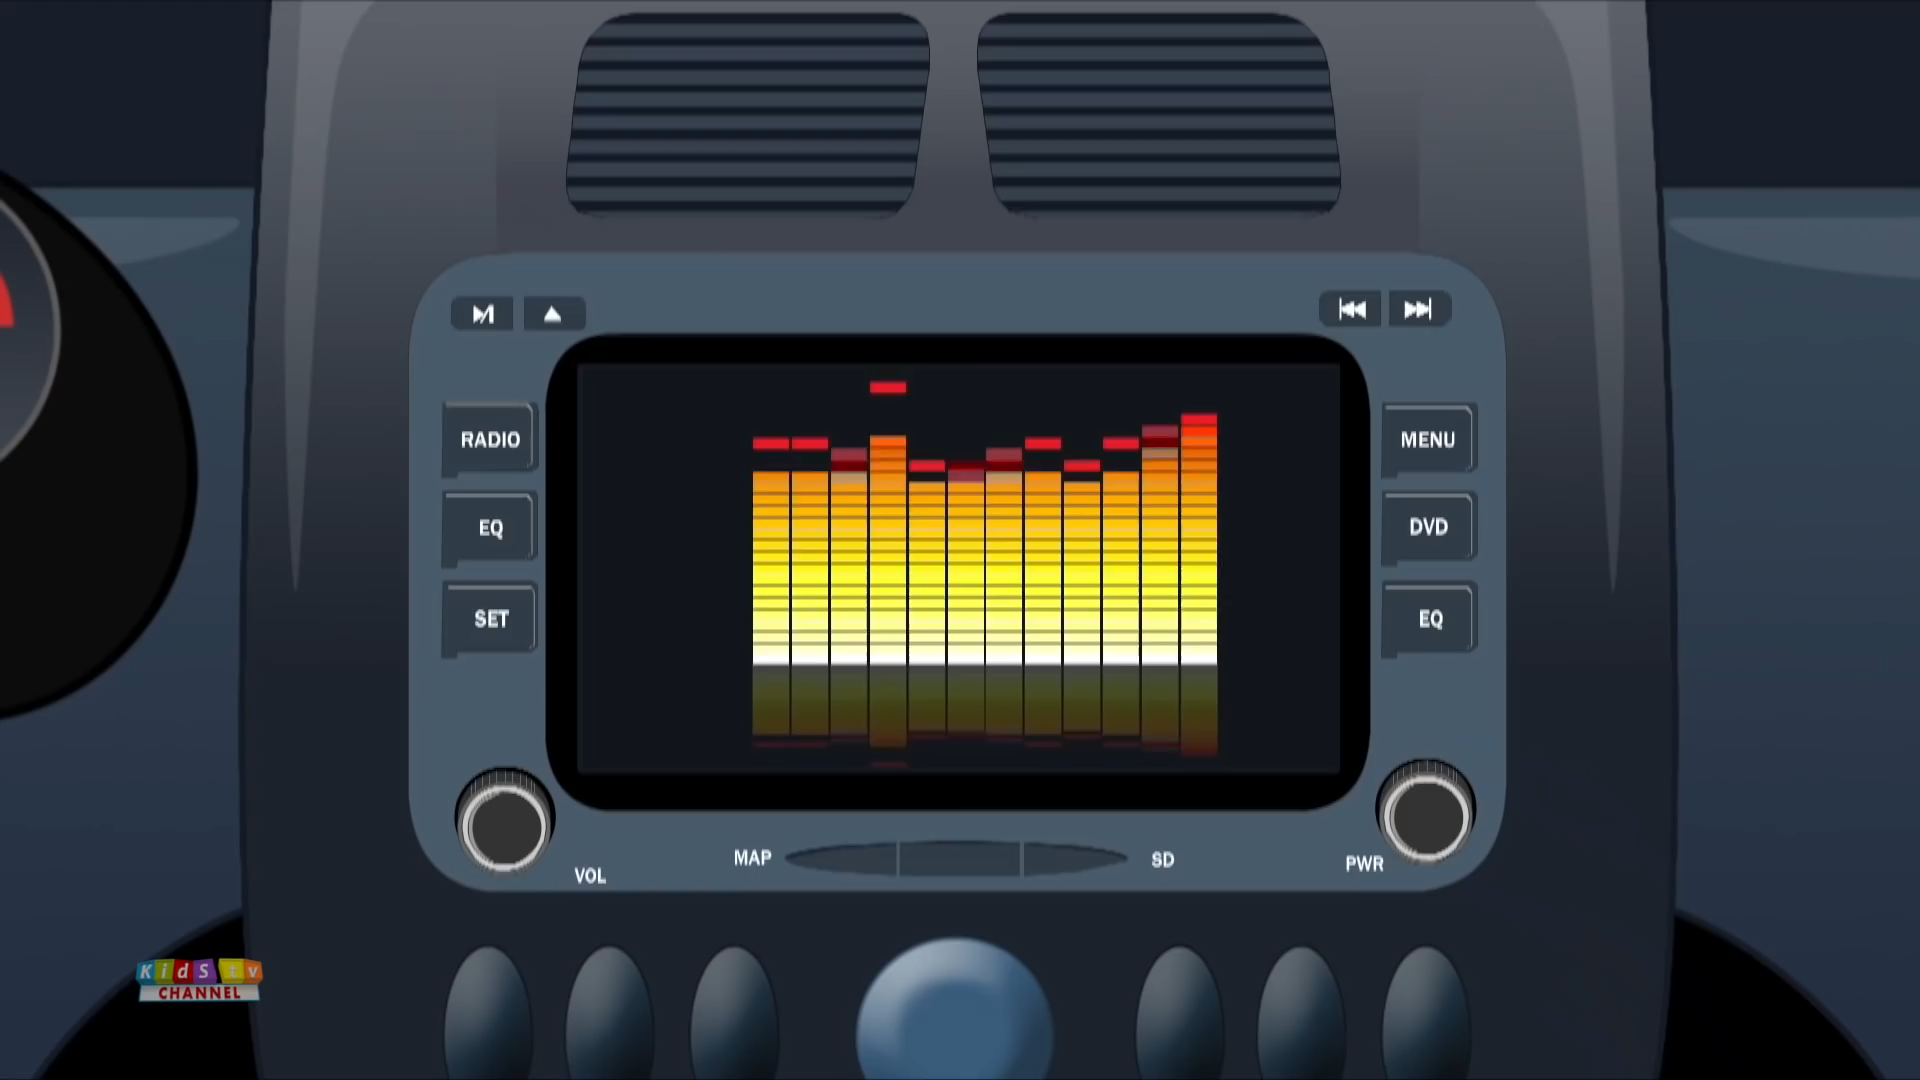 RADIO
MENU
EQ
DVD
SET
EQ
MAP
SD
VOL
PWR
KidS tv
CHANNEL